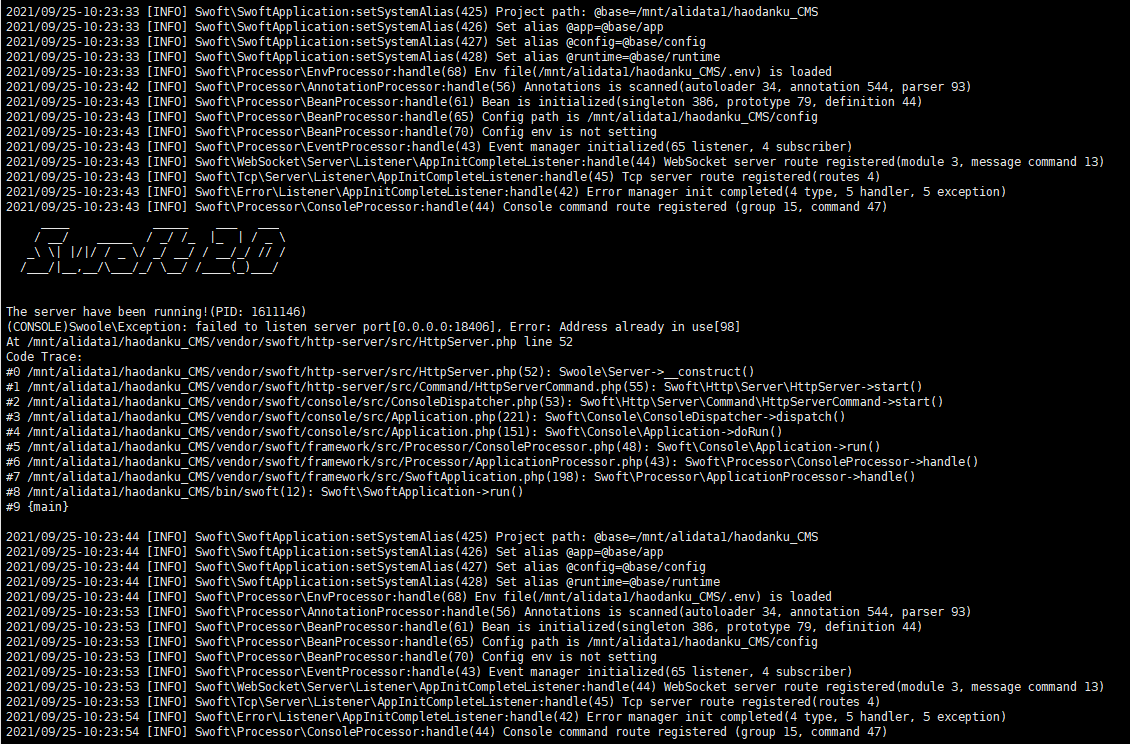 2021/09/25-10:23:33 [INFO] Swoft\SwoftApplication:setSystemAlias(425) Project path: @base=/mnt/alidata1/haodanku_CMS
2021/09/25-10:23:33 [INFO] Swoft\SwoftApplication:setSystemAlias(426) Set alias @app=@base/app
2021/09/25-10:23:33 [INFO] Swoft\SwoftApplication:setSystemAlias(427) Set alias @config=@base/config
2021/09/25-10:23:33 [INFO] Swoft\SwoftApplication:setSystemAlias(428) Set alias @runtime=@base/runtime
2021/09/25-10:23:33 [INFO] Swoft\Processor\EnvProcessor:handle(68) Env file(/mnt/alidata1/haodanku_CMS/.env) is loaded
2021/09/25-10:23:42 [INFO] Swoft\Processor\AnnotationProcessor:handle(56) Annotations is scanned(autoloader 34, annotation 544, parser 93)
2021/09/25-10:23:43 [INFO] Swoft\Processor\BeanProcessor:handle(61) Bean is initialized(singleton 386, prototype 79, definition 44)
2021/09/25-10:23:43 [INFO] Swoft\Processor\BeanProcessor:handle(65) Config path is /mnt/alidata1/haodanku_CMS/config
2021/09/25-10:23:43 [INFO] Swoft\Processor\BeanProcessor:handle(70) Config env is not setting
2021/09/25-10:23:43 [INFO] Swoft\Processor\EventProcessor:handle(43) Event manager initialized(65 listener, 4 subscriber)
2021/09/25-10:23:43 [INFO] Swoft\WebSocket\Server\Listener\AppInitCompleteListener:handle(44) WebSocket server route registered(module 3, message command 13)
2021/09/25-10:23:43 [INFO] Swoft\Tcp\Server\Listener\AppInitCompleteListener:handle(45) Tcp server route registered(routes 4)
2021/09/25-10:23:43 [INFO] Swoft\Error\Listener\AppInitCompleteListener:handle(42) Error manager init completed(4 type, 5 handler, 5 exception)
2021/09/25-10:23:43 [INFO] Swoft\Processor\ConsoleProcessor:handle(44) Console command route registered (group 15, command 47)
Swoft 2.0
The server have been running!(PID: 1611146)
(CONSOLE)Swoole\Exception: failed to listen server port[0.0.0.0:18406], Error: Address already in use[98]
At /mnt/alidata1/haodanku_CMS/vendor/swoft/http-server/src/HttpServer.php line 52
Code Trace:
#0 /mnt/alidata1/haodanku_CMS/vendor/swoft/http-server/src/HttpServer.php(52): Swoole\Server->__construct()
#1 /mnt/alidata1/haodanku_CMS/vendor/swoft/http-server/src/Command/HttpServerCommand.php(55): Swoft\Http\Server\HttpServer->start()
#2 /mnt/alidata1/haodanku_CMS/vendor/swoft/console/src/ConsoleDispatcher.php(53): Swoft\Http\Server\Command\HttpServerCommand->start()
#3 /mnt/alidata1/haodanku_CMS/vendor/swoft/console/src/Application.php(221): Swoft\Console\ConsoleDispatcher->dispatch()
#4 /mnt/alidata1/haodanku_CMS/vendor/swoft/console/src/Application.php(151): Swoft\Console\Application->doRun()
#5 /mnt/alidata1/haodanku_CMS/vendor/swoft/framework/src/Processor/ConsoleProcessor.php(48): Swoft\Console\Application->run()
#6 /mnt/alidata1/haodanku_CMS/vendor/swoft/framework/src/Processor/ApplicationProcessor.php(43): Swoft\Processor\ConsoleProcessor->handle()
#7 /mnt/alidata1/haodanku_CMS/vendor/swoft/framework/src/SwoftApplication.php(198): Swoft\Processor\ApplicationProcessor->handle()
#8 /mnt/alidata1/haodanku_CMS/bin/swoft(12): Swoft\SwoftApplication->run()
#9 {main}
2021/09/25-10:23:44 [INFO] Swoft\SwoftApplication:setSystemAlias(425) Project path: @base=/mnt/alidata1/haodanku_CMS
2021/09/25-10:23:44 [INFO] Swoft\SwoftApplication:setSystemAlias(426) Set alias @app=@base/app
2021/09/25-10:23:44 [INFO] Swoft\SwoftApplication:setSystemAlias(427) Set alias @config=@base/config
2021/09/25-10:23:44 [INFO] Swoft\SwoftApplication:setSystemAlias(428) Set alias @runtime=@base/runtime
2021/09/25-10:23:44 [INFO] Swoft\Processor\EnvProcessor:handle(68) Env file(/mnt/alidata1/haodanku_CMS/.env) is loaded
2021/09/25-10:23:53 [INFO] Swoft\Processor\AnnotationProcessor:handle(56) Annotations is scanned(autoloader 34, annotation 544, parser 93)
2021/09/25-10:23:53 [INFO] Swoft\Processor\BeanProcessor:handle(61) Bean is initialized(singleton 386, prototype 79, definition 44)
2021/09/25-10:23:53 [INFO] Swoft\Processor\BeanProcessor:handle(65) Config path is /mnt/alidata1/haodanku_CMS/config
2021/09/25-10:23:53 [INFO] Swoft\Processor\BeanProcessor:handle(70) Config env is not setting
2021/09/25-10:23:53 [INFO] Swoft\Processor\EventProcessor:handle(43) Event manager initialized(65 listener, 4 subscriber)
2021/09/25-10:23:53 [INFO] Swoft\WebSocket\Server\Listener\AppInitCompleteListener:handle(44) WebSocket server route registered(module 3, message command 13)
2021/09/25-10:23:53 [INFO] Swoft\Tcp\Server\Listener\AppInitCompleteListener:handle(45) Tcp server route registered(routes 4)
2021/09/25-10:23:54 [INFO] Swoft\Error\Listener\AppInitCompleteListener:handle(42) Error manager init completed(4 type, 5 handler, 5 exception)
2021/09/25-10:23:54 [INFO] Swoft\Processor\ConsoleProcessor:handle(44) Console command route registered (group 15, command 47)